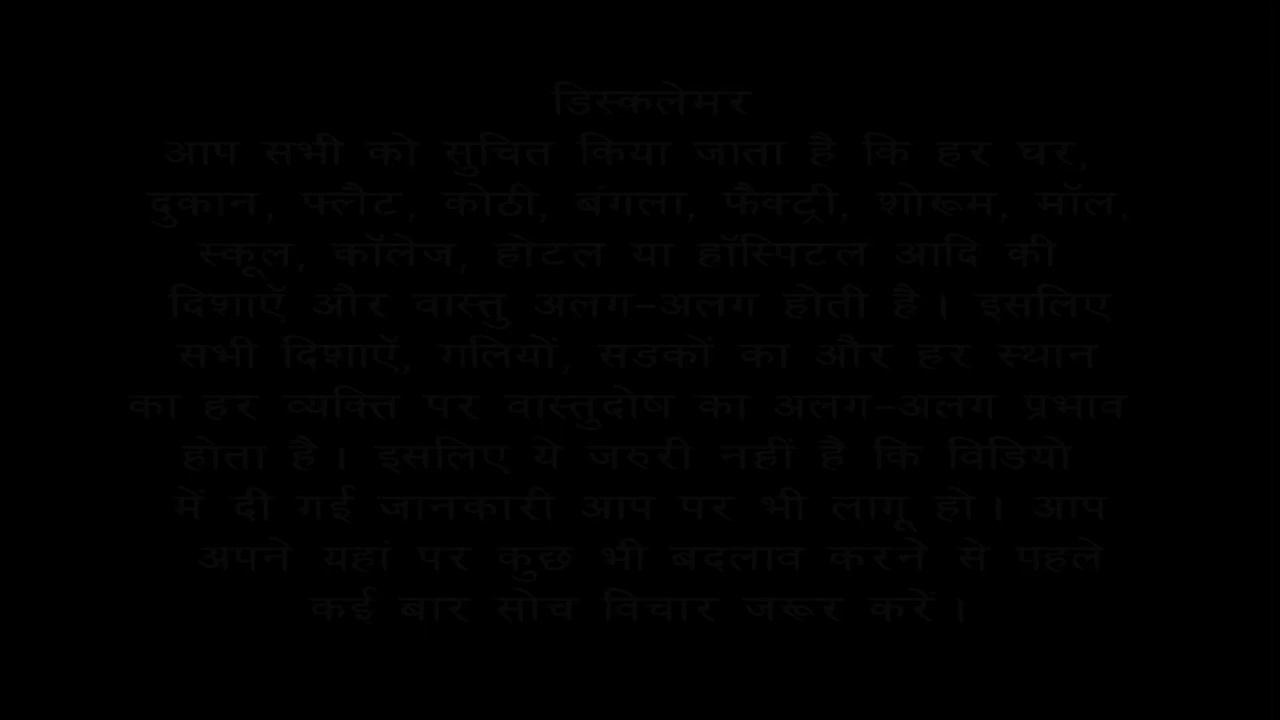 डिस्कलेमर
आप सभी को सुचित किया जाता है कि हर घर,
दुकान, फ्लैट, कोठी, बंगला, फैक्ट्री, शोरूम, मॉल,
स्कूल, कॉलेज, होटल या हॉस्पिटल आदि की
दिशाऍ और वास्तु अलग–अलग होती है। इसलिए
सभी दिशाऍ, गलियों, सडकों का और हर स्थान
का हर व्यक्ति पर वास्तुदोष का अलग–अलग प्रभाव
होता है। इसलिए ये जरुरी नहीं है कि विडियो
में दी गई जानकारी आप पर भी लागू हो। आप
अपने यहां पर कुछ भी बदलाव करने से पहले
कई बार सोच विचार जरूर करें।